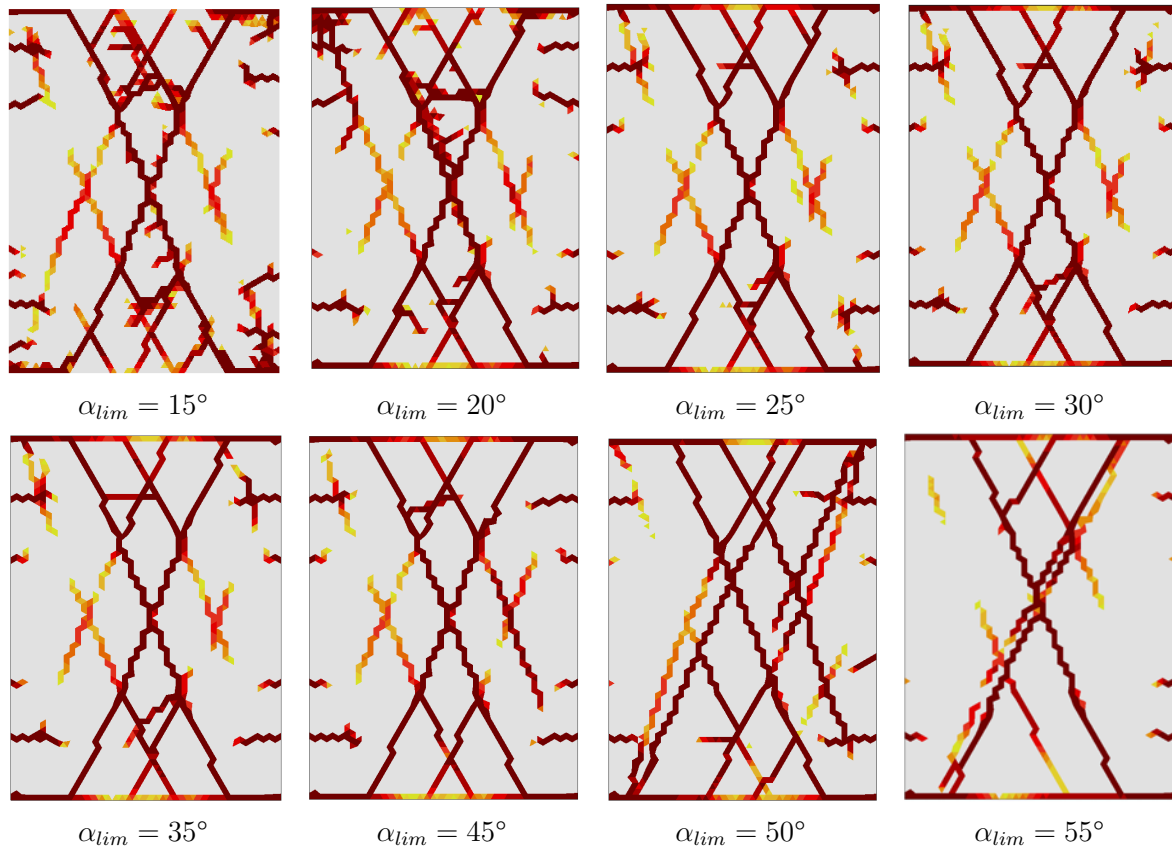 α_lim = 15° α_lim = 20° α_lim = 25° α_lim = 30°
α_lim = 35° α_lim = 45° α_lim = 50° α_lim = 55°